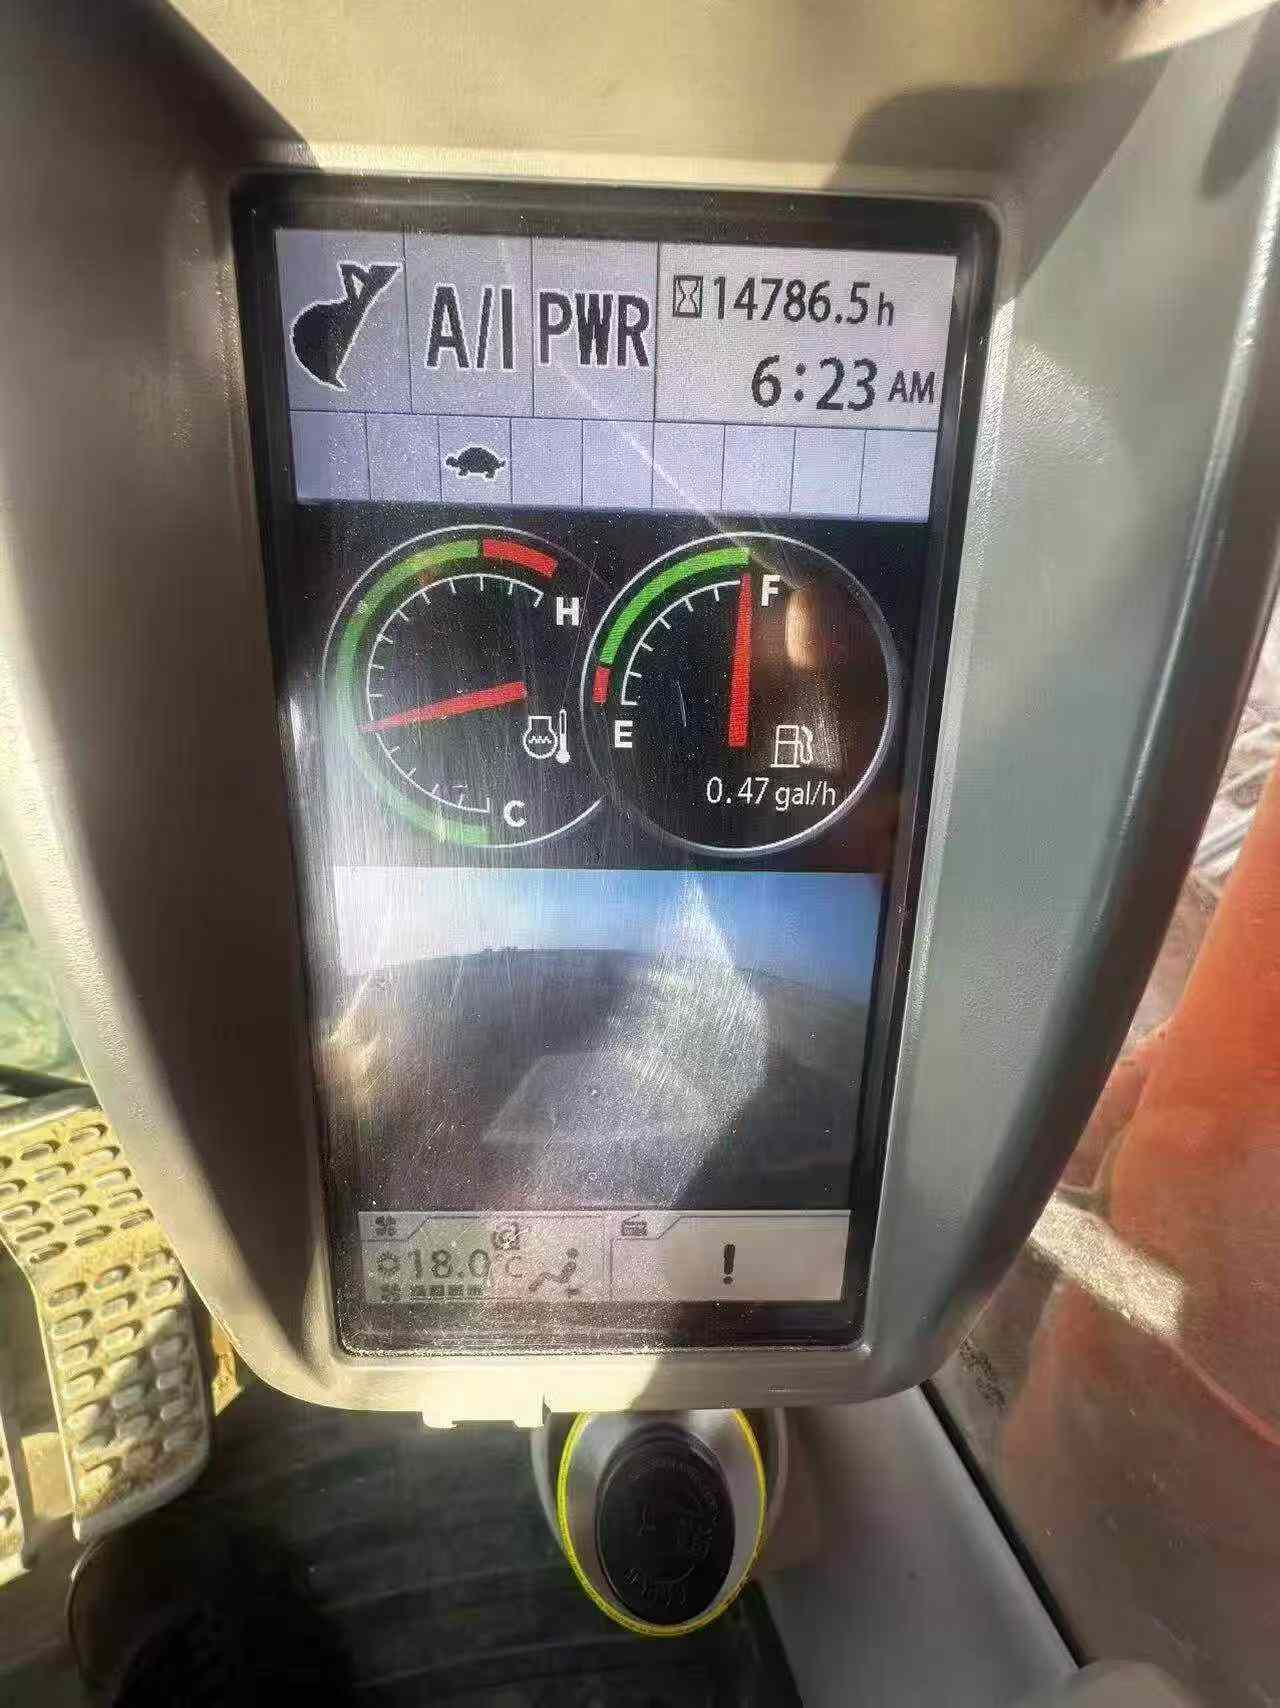 A/I PWR
14786.5h
6:23 AM
H
F
E
C
0.47 gal/h
18.0°C
!